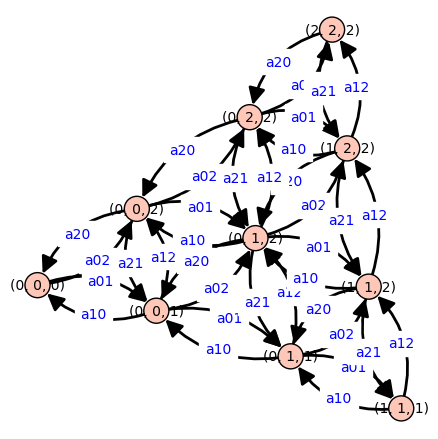 (2, 2, 2)
a20
a21
a12
(0, 2, 2)
a01
a20
a10
(1, 2, 2)
a02
a21
a12
(0, 0, 2)
a01
a02
a21
a12
a20
a10
(0, 1, 2)
a01
a02
a21
a12
a20
a10
(0, 0, 0)
a01
a10
(0, 0, 1)
a02
a01
a10
a21
a12
a20
a10
(1, 1, 2)
a02
a21
a12
(0, 1, 1)
a01
a10
(1, 1, 1)